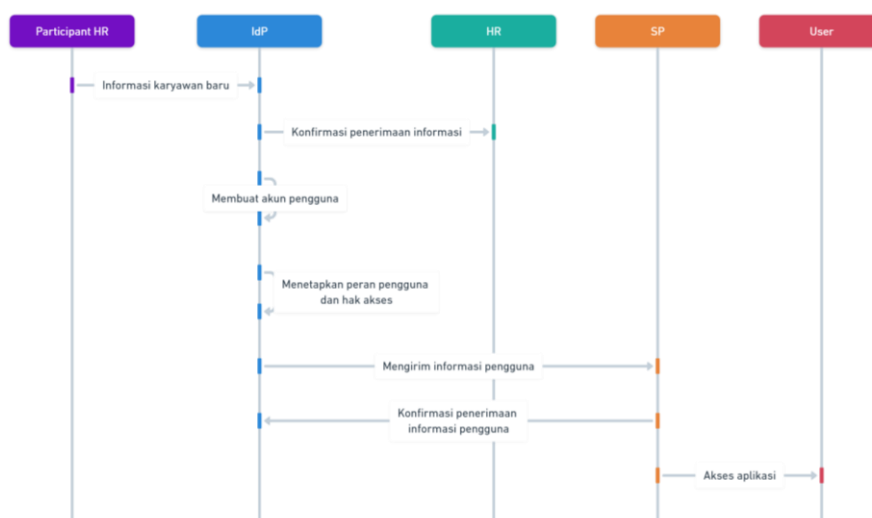 Participant HR
IdP
HR
SP
User
Informasi karyawan baru
Konfirmasi penerimaan informasi
Membuat akun pengguna
Menetapkan peran pengguna
dan hak akses
Mengirim informasi pengguna
Konfirmasi penerimaan
informasi pengguna
Akses aplikasi